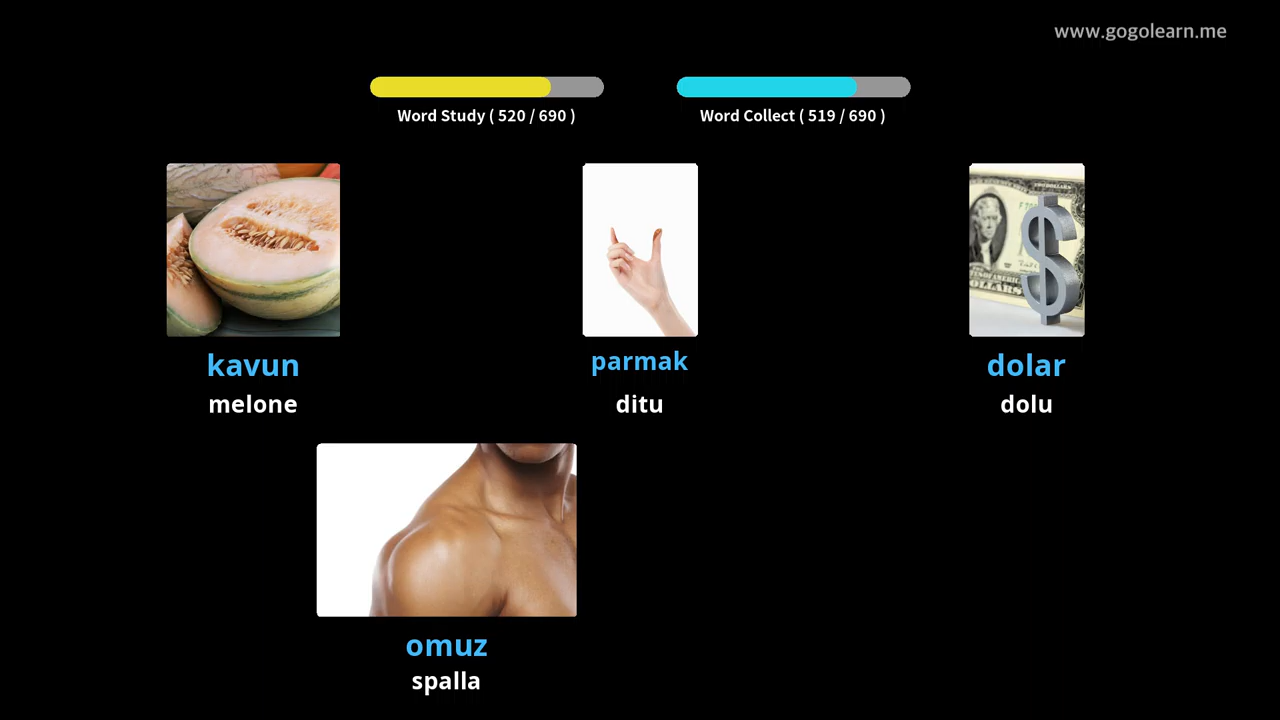 www.gogolearn.me
Word Study ( 520 / 690 )
Word Collect ( 519 / 690 )
kavun
parmak
dolar
melone
ditu
dolu
omuz
spalla